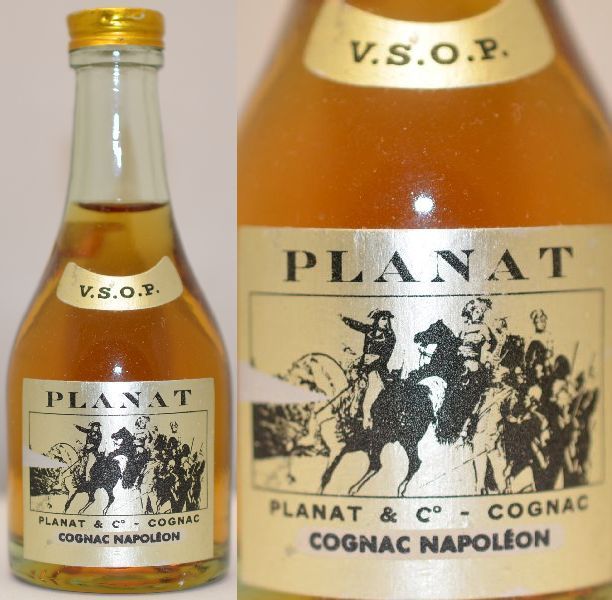 V.S.O.P.
PLANAT
PLANAT & Cº - COGNAC
COGNAC NAPOLÉON
V.S.O.P.
PLANAT
PLANAT & Cº - COGNAC
COGNAC NAPOLÉON